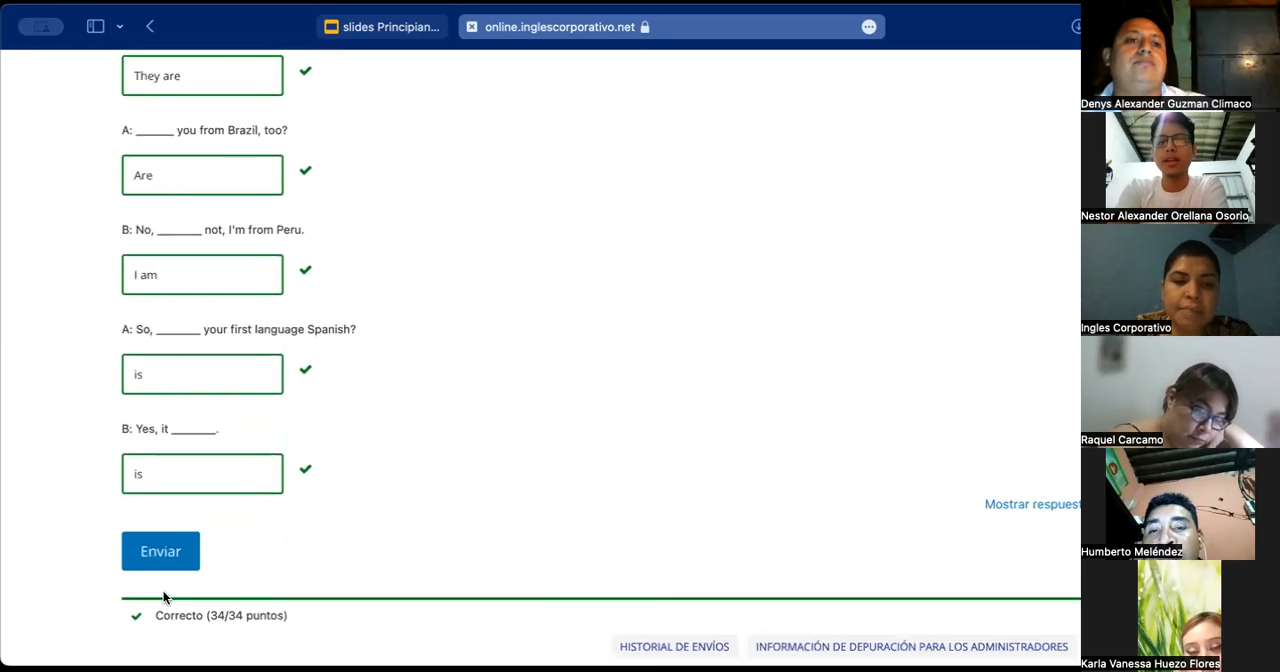 slides Principian...
online.inglescorporativo.net
They are
A: ______ you from Brazil, too?
Are
B: No, _______ not, I'm from Peru.
I am
A: So, _______ your first language Spanish?
is
B: Yes, it _______.
is
Mostrar respuest
Enviar
Correcto (34/34 puntos)
HISTORIAL DE ENVÍOS
INFORMACIÓN DE DEPURACIÓN PARA LOS ADMINISTRADORES
Denys Alexander Guzman Climaco
Nestor Alexander Orellana Osorio
Ingles Corporativo
Raquel Carcamo
Humberto Meléndez
Karla Vanessa Huezo Flores